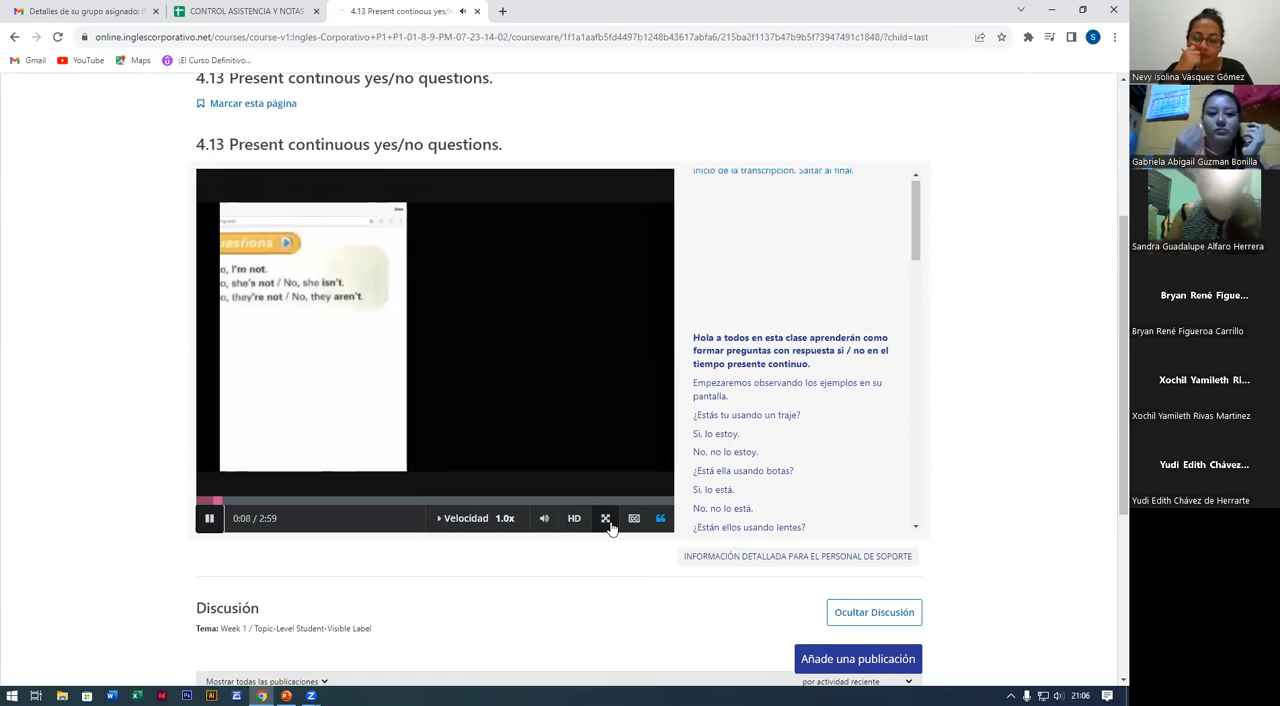 Detalles de su grupo asignado: I
CONTROL ASISTENCIA Y NOTAS
4.13 Present continous yes/no
online.inglescorporativo.net/courses/course-v1:Ingles-Corporativo+P1+P1-01-8-9-PM-07-23-14-02/courseware/1f1a1aafb5fd4497b1248b43617abfa6/215ba2f1137b47b9b5f73947491c1848/?child=last
S
Gmail
YouTube
Maps
¡El Curso Definitivo...
4.13 Present continous yes/no questions.
Marcar esta página
4.13 Present continuous yes/no questions.
uestions
o, I'm not.
o, she's not / No, she isn't.
o, they're not / No, they aren't.
0:08 / 2:59
Velocidad 1.0x
HD
Inicio de la transcripción. Saltar al final.
Hola a todos en esta clase aprenderán como
formar preguntas con respuesta si / no en el
tiempo presente continuo.
Empezaremos observando los ejemplos en su
pantalla.
¿Estás tu usando un traje?
Si, lo estoy.
No, no lo estoy.
¿Está ella usando botas?
Si, lo está.
No, no lo está.
¿Están ellos usando lentes?
INFORMACIÓN DETALLADA PARA EL PERSONAL DE SOPORTE
Discusión
Ocultar Discusión
Tema: Week 1 / Topic-Level Student-Visible Label
Añade una publicación
Mostrar todas las publicaciones
por actividad reciente
Nevy Isolina Vásquez Gómez
Gabriela Abigail Guzman Bonilla
Sandra Guadalupe Alfaro Herrera
Bryan René Figue...
Bryan René Figueroa Carrillo
Xochil Yamileth Ri...
Xochil Yamileth Rivas Martinez
Yudi Edith Chávez...
Yudi Edith Chávez de Herrarte
21:06